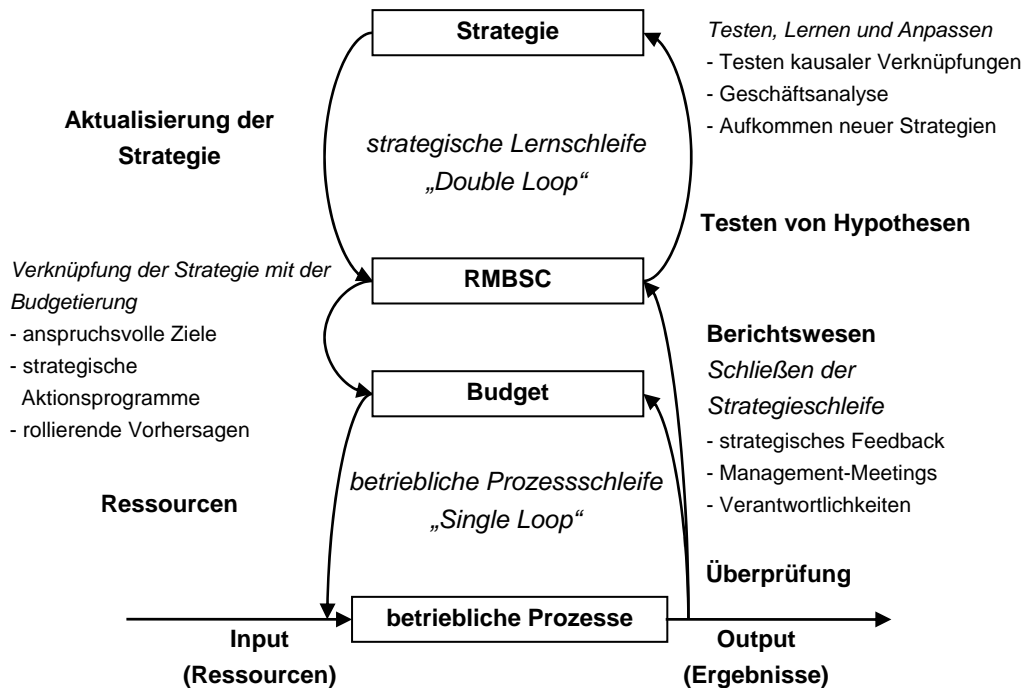 Strategie
Testen, Lernen und Anpassen
- Testen kausaler Verknüpfungen
- Geschäftsanalyse
- Aufkommen neuer Strategien
Aktualisierung der
Strategie
strategische Lernschleife
„Double Loop“
Testen von Hypothesen
Verknüpfung der Strategie mit der
Budgetierung
- anspruchsvolle Ziele
- strategische
Aktionsprogramme
- rollierende Vorhersagen
RMBSC
Berichtswesen
Schließen der
Strategieschleife
- strategisches Feedback
- Management-Meetings
- Verantwortlichkeiten
Budget
betriebliche Prozessschleife
„Single Loop“
Ressourcen
Überprüfung
betriebliche Prozesse
Input
(Ressourcen)
Output
(Ergebnisse)